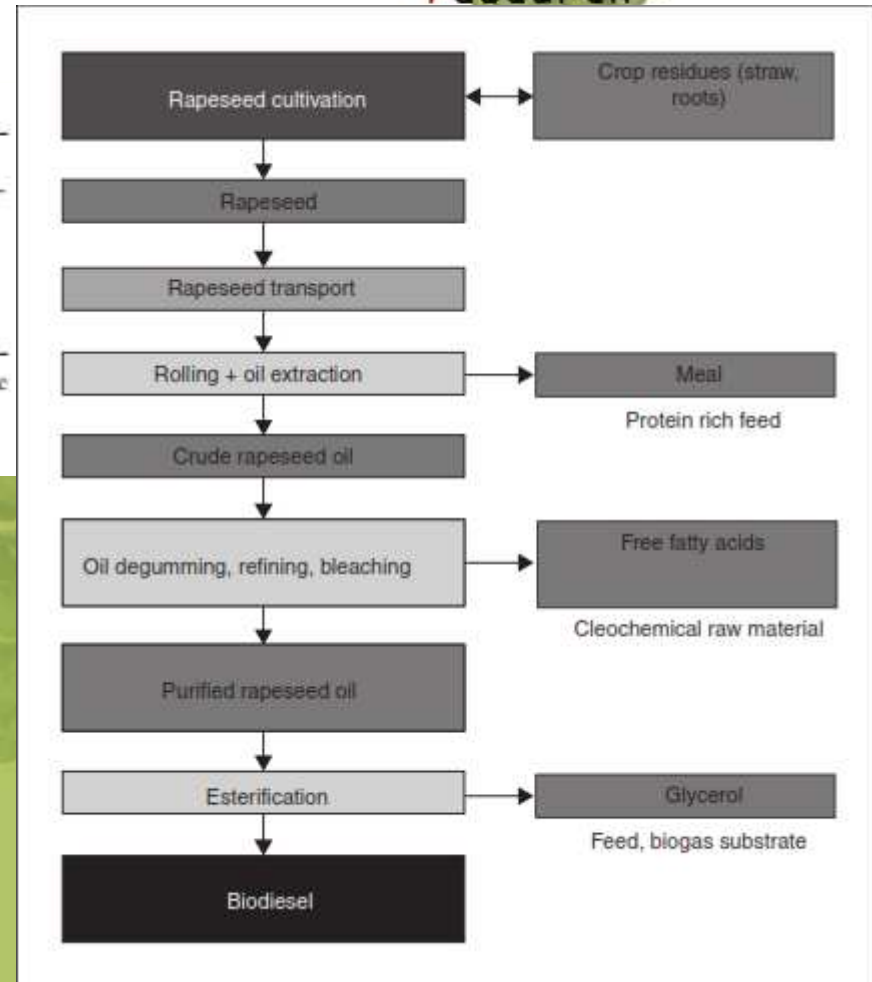 Rapeseed cultivation
Crop residues (straw,
roots)
Rapeseed
Rapeseed transport
Rolling + oil extraction
Meal
Protein rich feed
Crude rapeseed oil
Oil degumming, refining, bleaching
Free fatty acids
Cleochemical raw material
Purified rapeseed oil
Esterification
Glycerol
Feed, biogas substrate
Biodiesel